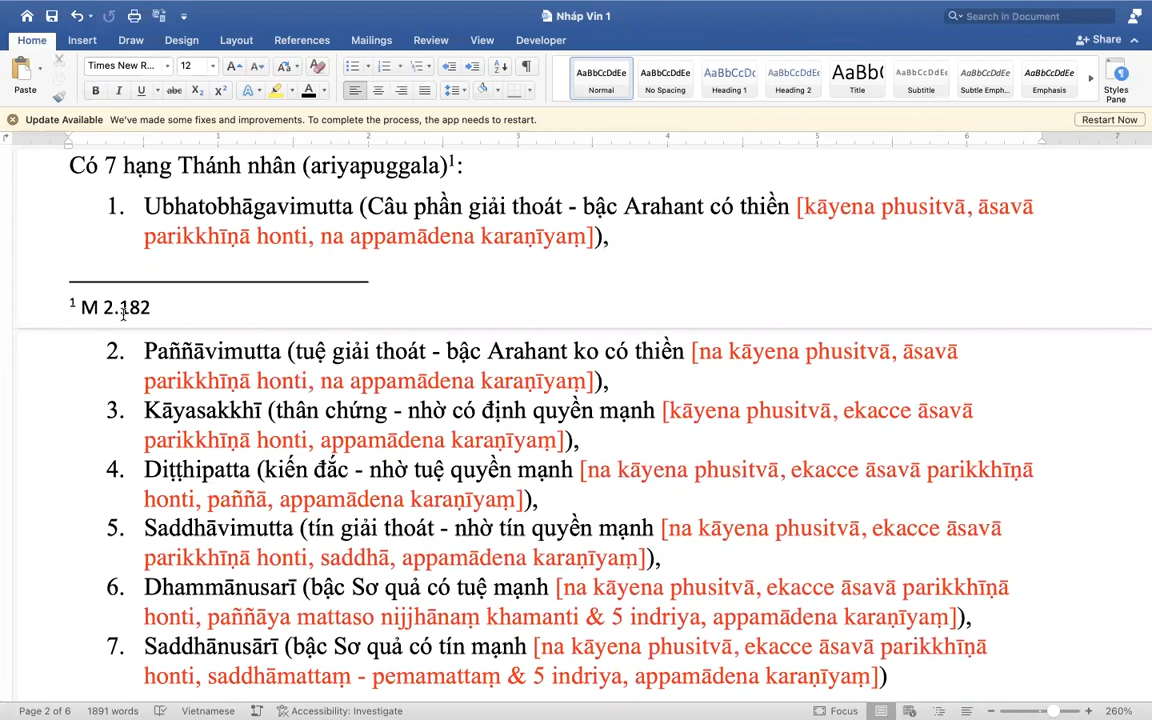 Nháp Vin 1
Search in Document
Home Insert Draw Design Layout References Mailings Review View Developer
Share
Paste
Times New R... 12
AaBbCcDdEe AaBbCcDdEe AaBbCcDc AaBbCcDdEe AaBb( AaBbCcDdEe AaBbCcDdEe AaBbCcDdEe
Normal No Spacing Heading 1 Heading 2 Title Subtitle Subtle Emph... Emphasis
Styles Pane
Update Available We've made some fixes and improvements. To complete the process, the app needs to restart. Restart Now
1 2 3 4 5 6 7
Có 7 hạng Thánh nhân (ariyapuggala)¹:
1. Ubhatobhāgavimutta (Câu phần giải thoát - bậc Arahant có thiền [kāyena phusitvā, āsavā
parikkhīṇā honti, na appamādena karaṇīyaṃ]),
¹ M 2.182
2. Paññāvimutta (tuệ giải thoát - bậc Arahant ko có thiền [na kāyena phusitvā, āsavā
parikkhīṇā honti, na appamādena karaṇīyaṃ]),
3. Kāyasakkhī (thân chứng - nhờ có định quyền mạnh [kāyena phusitvā, ekacce āsavā
parikkhīṇā honti, appamādena karaṇīyaṃ]),
4. Diṭṭhipatta (kiến đắc - nhờ tuệ quyền mạnh [na kāyena phusitvā, ekacce āsavā parikkhīṇā
honti, paññā, appamādena karaṇīyaṃ]),
5. Saddhāvimutta (tín giải thoát - nhờ tín quyền mạnh [na kāyena phusitvā, ekacce āsavā
parikkhīṇā honti, saddhā, appamādena karaṇīyaṃ]),
6. Dhammānusarī (bậc Sơ quả có tuệ mạnh [na kāyena phusitvā, ekacce āsavā parikkhīṇā
honti, paññāya mattaso nijjhānaṃ khamanti & 5 indriya, appamādena karaṇīyaṃ]),
7. Saddhānusārī (bậc Sơ quả có tín mạnh [na kāyena phusitvā, ekacce āsavā parikkhīṇā
honti, saddhāmattaṃ - pemamattaṃ & 5 indriya, appamādena karaṇīyaṃ])
Page 2 of 6 1891 words Vietnamese Accessibility: Investigate Focus 260%